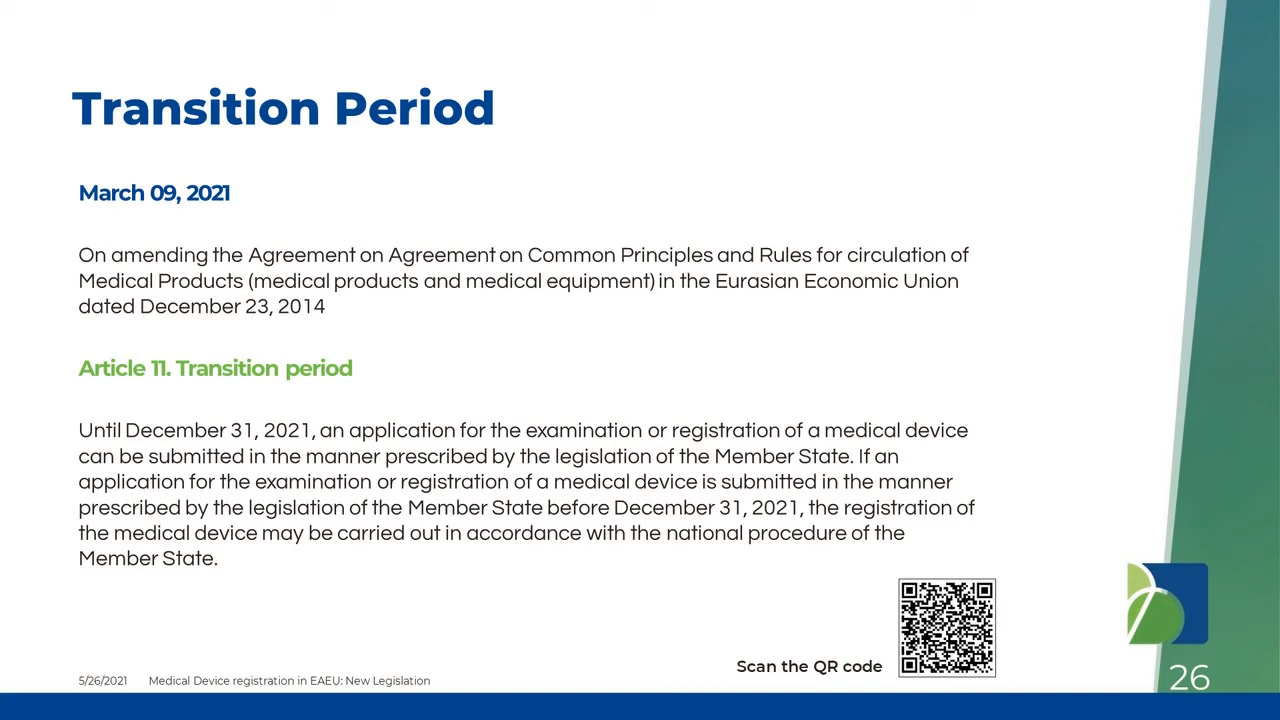 Transition Period
March 09, 2021
On amending the Agreement on Agreement on Common Principles and Rules for circulation of
Medical Products (medical products and medical equipment) in the Eurasian Economic Union
dated December 23, 2014
Article 11. Transition period
Until December 31, 2021, an application for the examination or registration of a medical device
can be submitted in the manner prescribed by the legislation of the Member State. If an
application for the examination or registration of a medical device is submitted in the manner
prescribed by the legislation of the Member State before December 31, 2021, the registration of
the medical device may be carried out in accordance with the national procedure of the
Member State.
Scan the QR code
5/26/2021 Medical Device registration in EAEU: New Legislation
26